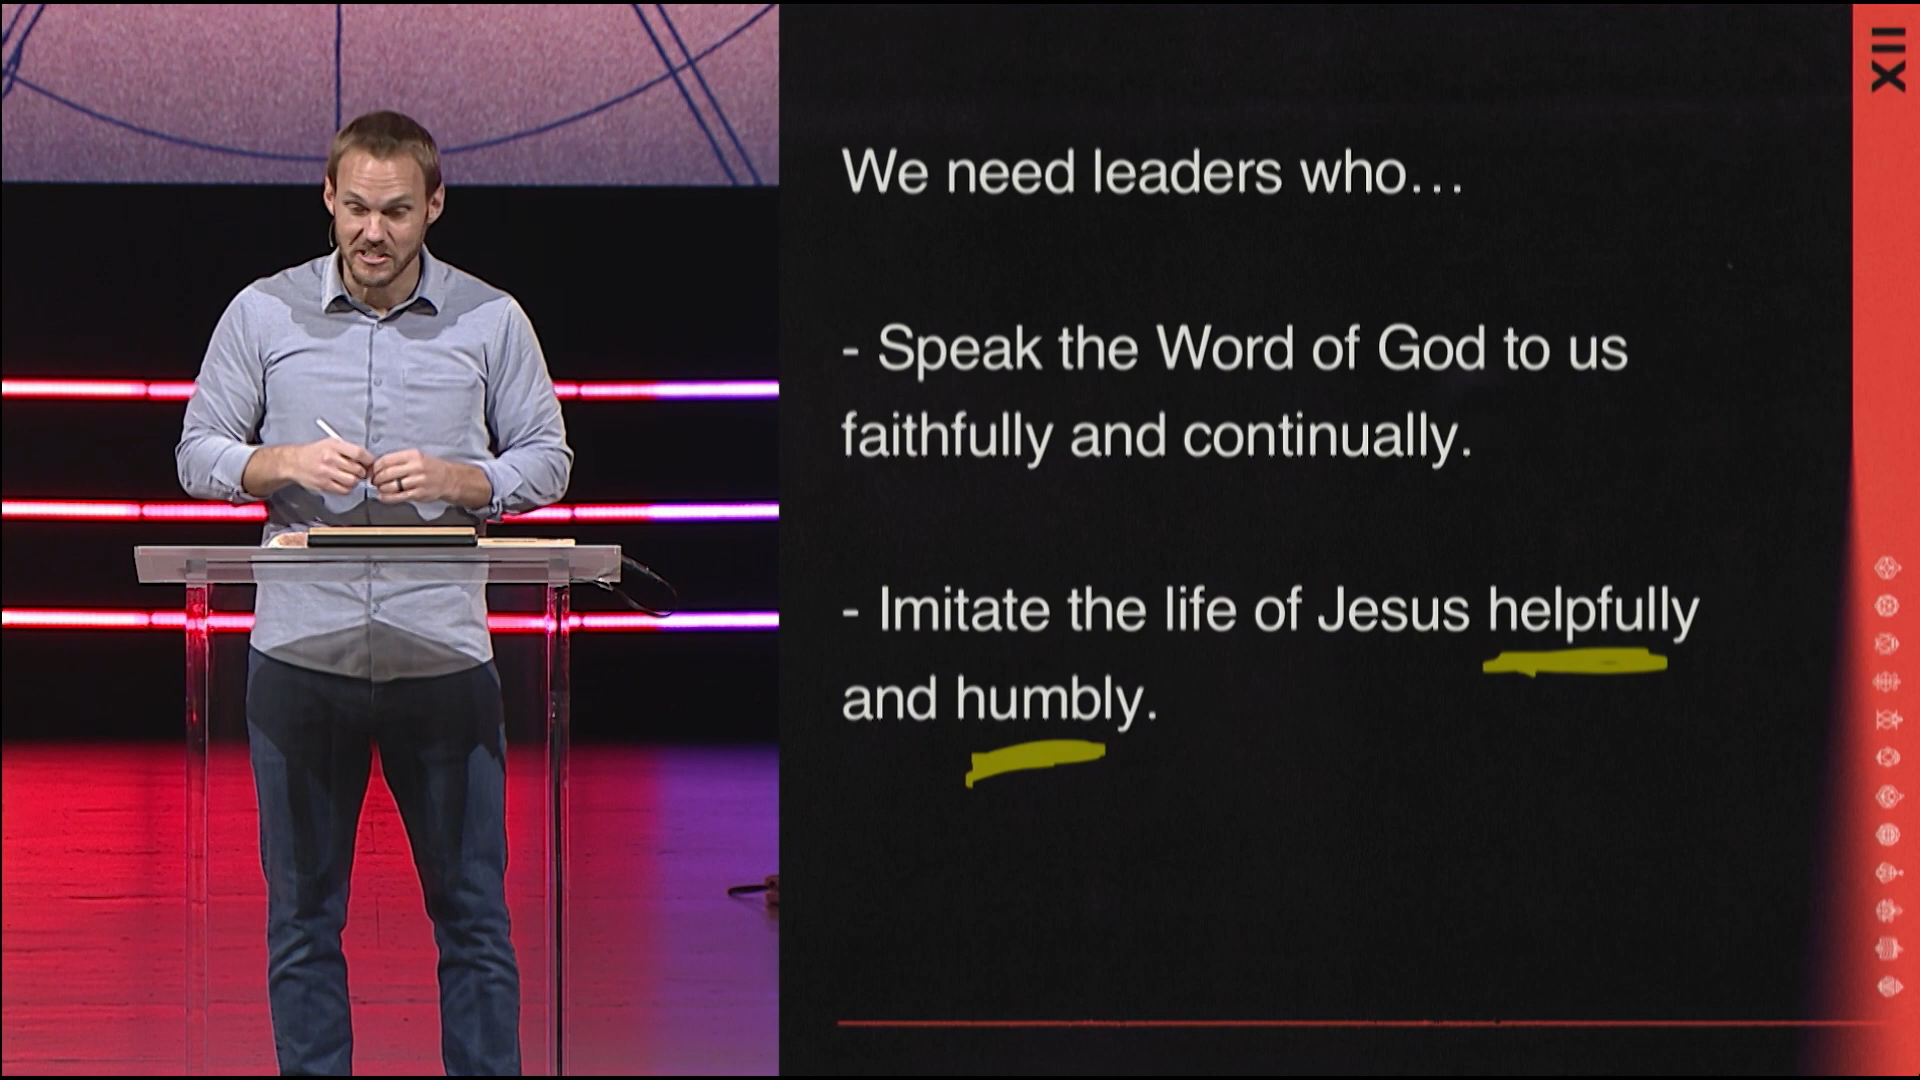 XII
We need leaders who…
- Speak the Word of God to us
faithfully and continually.
- Imitate the life of Jesus helpfully
and humbly.